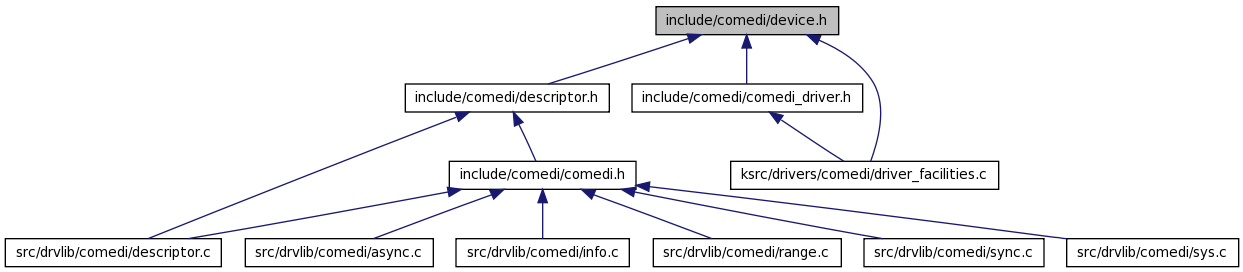 include/comedi/device.h
include/comedi/descriptor.h
include/comedi/comedi_driver.h
include/comedi/comedi.h
ksrc/drivers/comedi/driver_facilities.c
src/drvlib/comedi/descriptor.c
src/drvlib/comedi/async.c
src/drvlib/comedi/info.c
src/drvlib/comedi/range.c
src/drvlib/comedi/sync.c
src/drvlib/comedi/sys.c